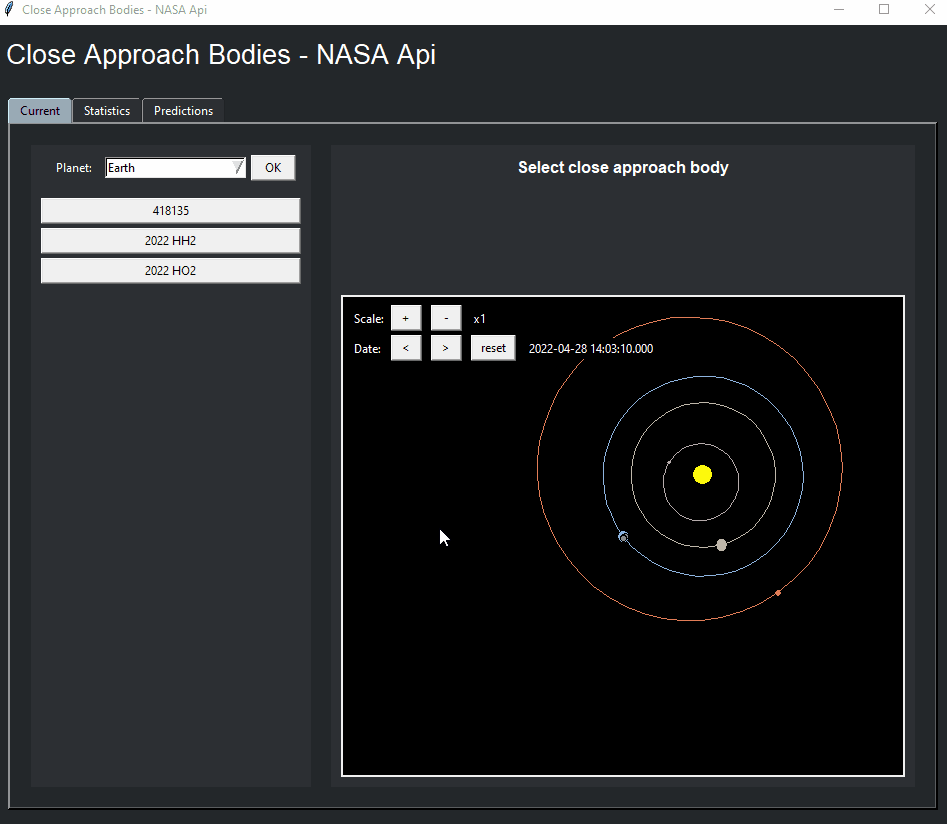 Close Approach Bodies - NASA Api
Close Approach Bodies - NASA Api
Current Statistics Predictions
Planet: Earth OK
418135
2022 HH2
2022 HO2
Select close approach body
Scale: + - x1
Date: < > reset 2022-04-28 14:03:10.000